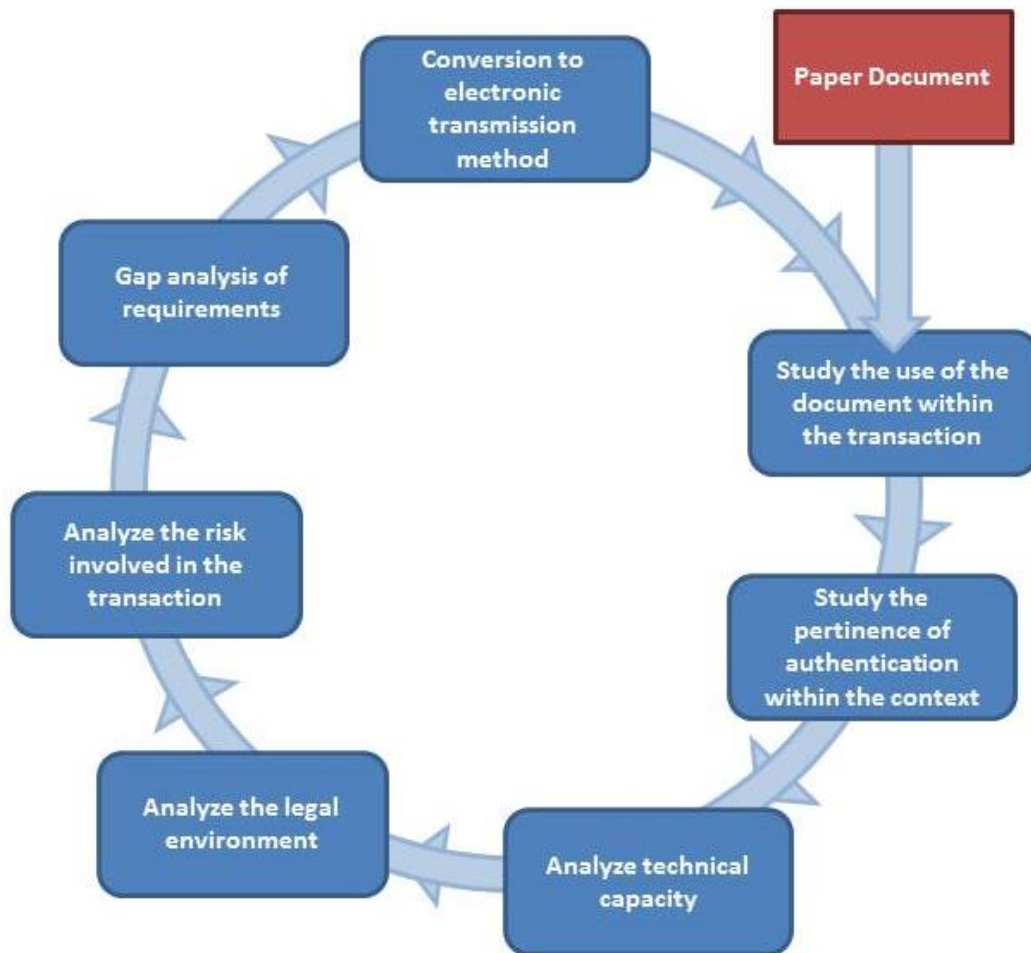 Conversion to
electronic
transmission
method
Paper Document
Study the use of the
document within
the transaction
Study the
pertinence of
authentication
within the context
Analyze technical
capacity
Analyze the legal
environment
Analyze the risk
involved in the
transaction
Gap analysis of
requirements